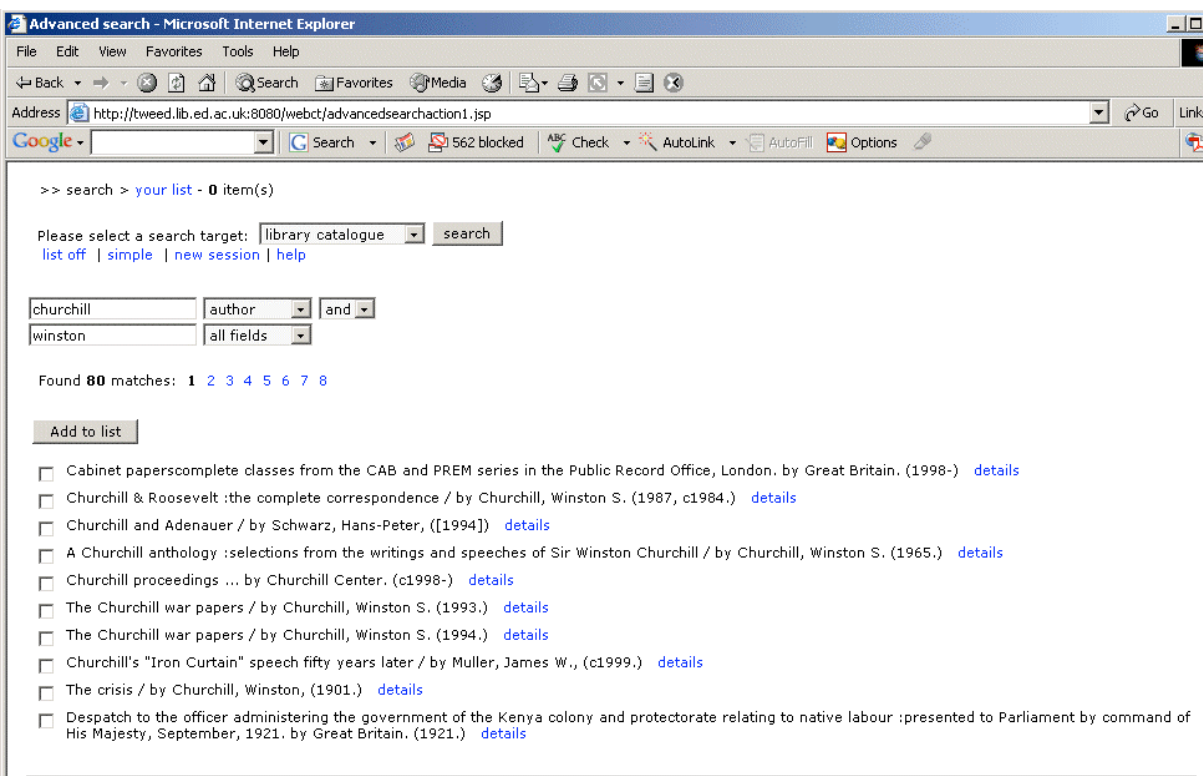 Advanced search - Microsoft Internet Explorer
File Edit View Favorites Tools Help
Back Search Favorites Media
Address http://tweed.lib.ed.ac.uk:8080/webct/advancedsearchaction1.jsp Go Link
Google Search 562 blocked ABC Check AutoLink AutoFill Options
>> search > your list - 0 item(s)
Please select a search target: library catalogue search
list off | simple | new session | help
churchill author and
winston all fields
Found 80 matches: 1 2 3 4 5 6 7 8
Add to list
Cabinet paperscomplete classes from the CAB and PREM series in the Public Record Office, London. by Great Britain. (1998-) details
Churchill & Roosevelt :the complete correspondence / by Churchill, Winston S. (1987, c1984.) details
Churchill and Adenauer / by Schwarz, Hans-Peter, ([1994]) details
A Churchill anthology :selections from the writings and speeches of Sir Winston Churchill / by Churchill, Winston S. (1965.) details
Churchill proceedings ... by Churchill Center. (c1998-) details
The Churchill war papers / by Churchill, Winston S. (1993.) details
The Churchill war papers / by Churchill, Winston S. (1994.) details
Churchill's "Iron Curtain" speech fifty years later / by Muller, James W., (c1999.) details
The crisis / by Churchill, Winston, (1901.) details
Despatch to the officer administering the government of the Kenya colony and protectorate relating to native labour :presented to Parliament by command of
His Majesty, September, 1921. by Great Britain. (1921.) details